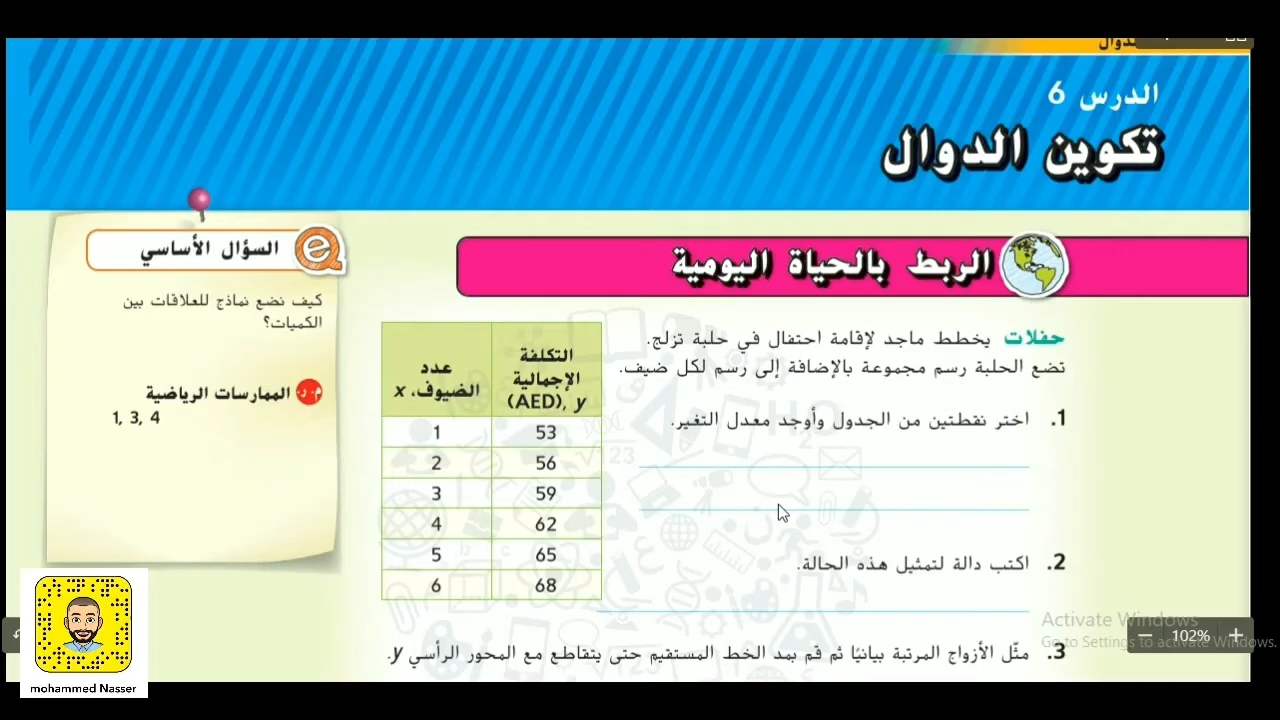 الدوال
الدرس 6
تكوين الدوال
الربط بالحياة اليومية
حفلات يخطط ماجد لإقامة احتفال في حلبة تزلج.
تضع الحلبة رسم مجموعة بالإضافة إلى رسم لكل ضيف.
1. اختر نقطتين من الجدول وأوجد معدل التغير.
2. اكتب دالة لتمثيل هذه الحالة.
3. مثّل الأزواج المرتبة بيانيًا ثم قم بمد الخط المستقيم حتى يتقاطع مع المحور الرأسي y.
التكلفة الإجمالية (AED), y
عدد الضيوف، x
53 1
56 2
59 3
62 4
65 5
68 6
السؤال الأساسي
كيف نضع نماذج للعلاقات بين
الكميات؟
م.ر. الممارسات الرياضية
1, 3, 4
mohammed Nasser
Activate Windows
Go to Settings to activate Windows.
102%